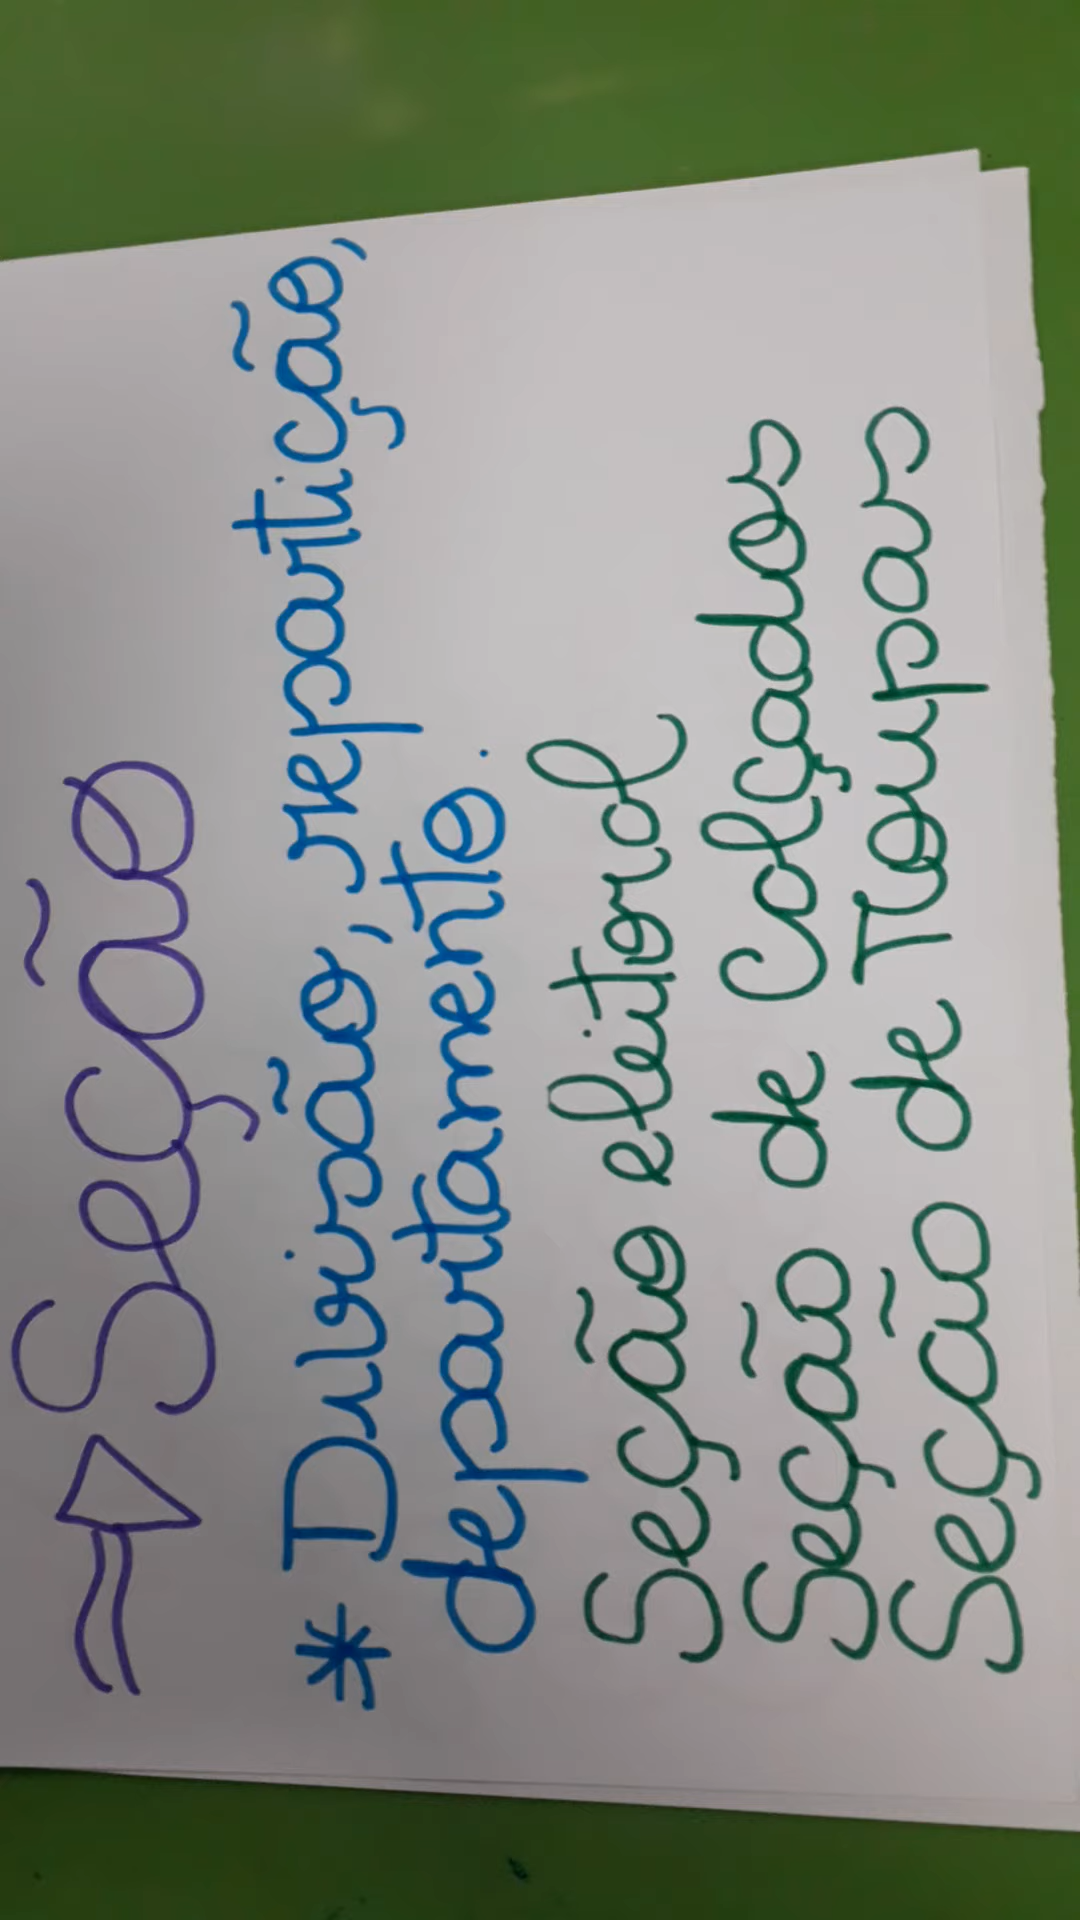 Seção
* Divisão, repartição,
departamento.
Seção eleitoral
Seção de Calçados
Seção de Roupas